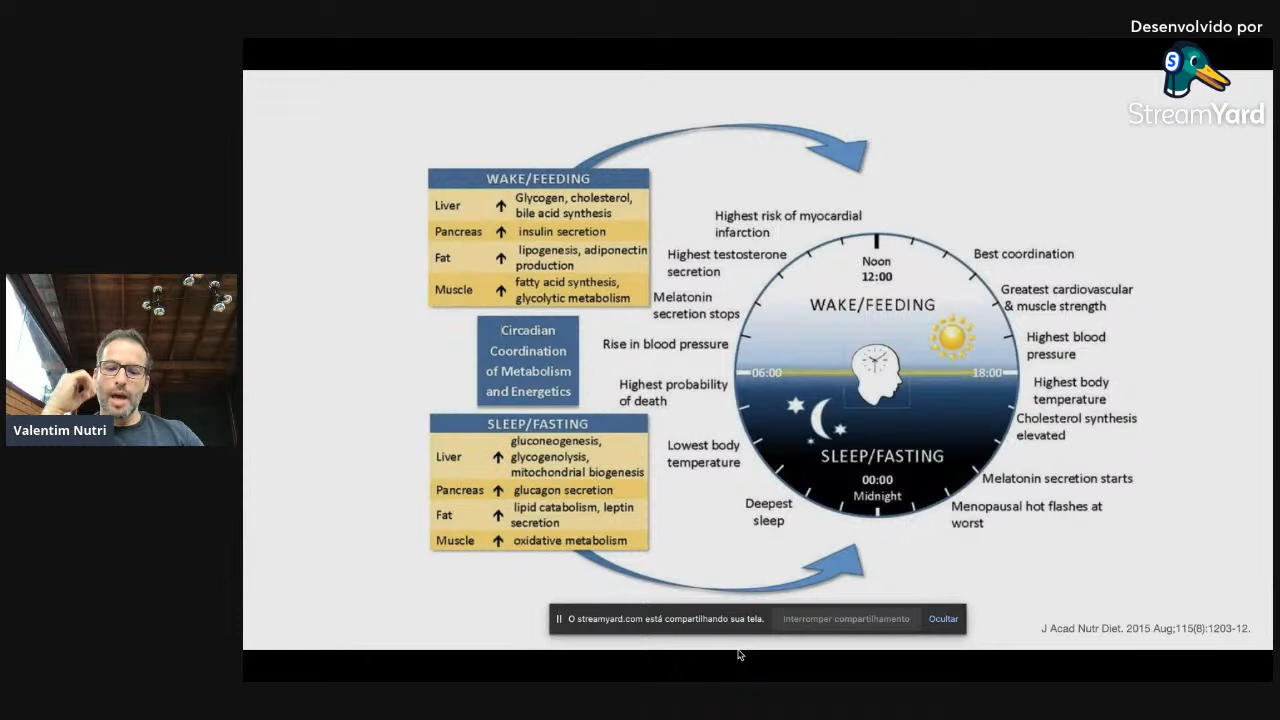 Desenvolvido por
StreamYard
S
WAKE/FEEDING
Liver
Glycogen, cholesterol,
bile acid synthesis
Pancreas
insulin secretion
Fat
lipogenesis, adiponectin
production
Muscle
fatty acid synthesis,
glycolytic metabolism
Circadian
Coordination
of Metabolism
and Energetics
SLEEP/FASTING
Liver
gluconeogenesis,
glycogenolysis,
mitochondrial biogenesis
Pancreas
glucagon secretion
Fat
lipid catabolism, leptin
secretion
Muscle
oxidative metabolism
Highest risk of myocardial
infarction
Highest testosterone
secretion
Melatonin
secretion stops
Rise in blood pressure
Highest probability
of death
Lowest body
temperature
Deepest
sleep
Noon
12:00
WAKE/FEEDING
06:00
18:00
SLEEP/FASTING
00:00
Midnight
Best coordination
Greatest cardiovascular
& muscle strength
Highest blood
pressure
Highest body
temperature
Cholesterol synthesis
elevated
Melatonin secretion starts
Menopausal hot flashes at
worst
Valentim Nutri
O streamyard.com está compartilhando sua tela.
Interromper compartilhamento
Ocultar
J Acad Nutr Diet. 2015 Aug;115(8):1203-12.